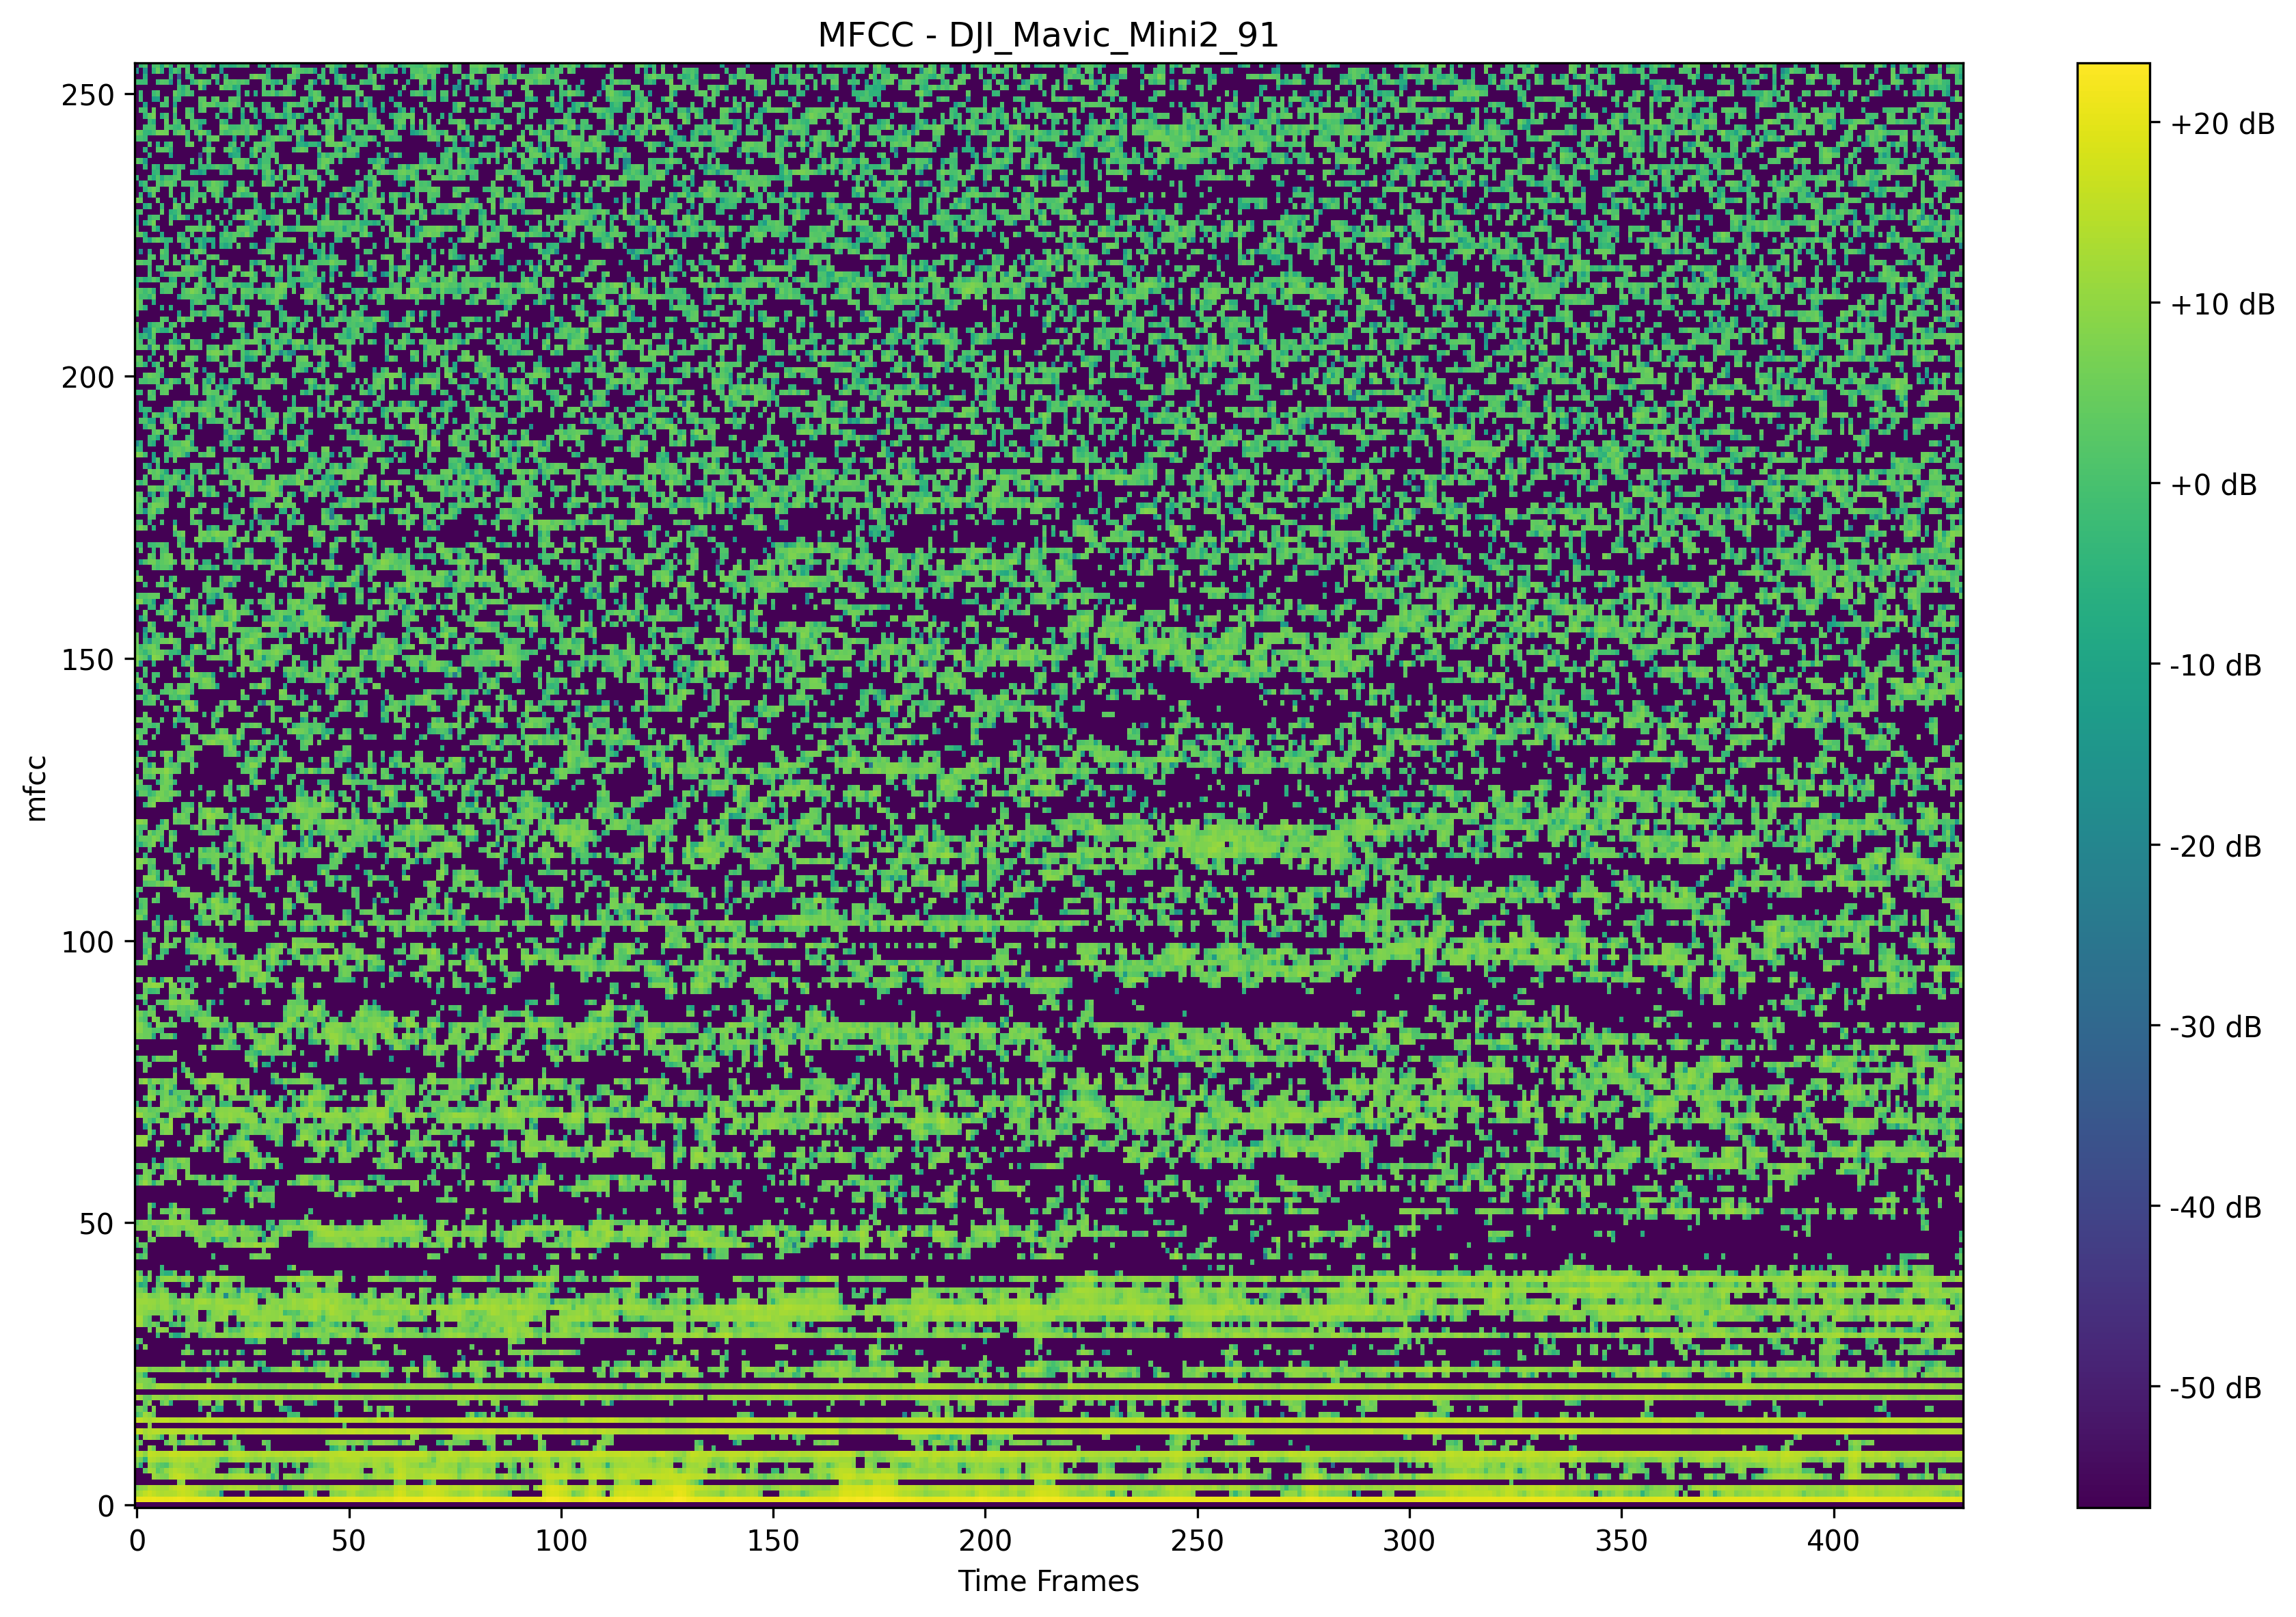 MFCC - DJI_Mavic_Mini2_91
250
200
150
100
50
0
mfcc
0 50 100 150 200 250 300 350 400
Time Frames
+20 dB
+10 dB
+0 dB
-10 dB
-20 dB
-30 dB
-40 dB
-50 dB